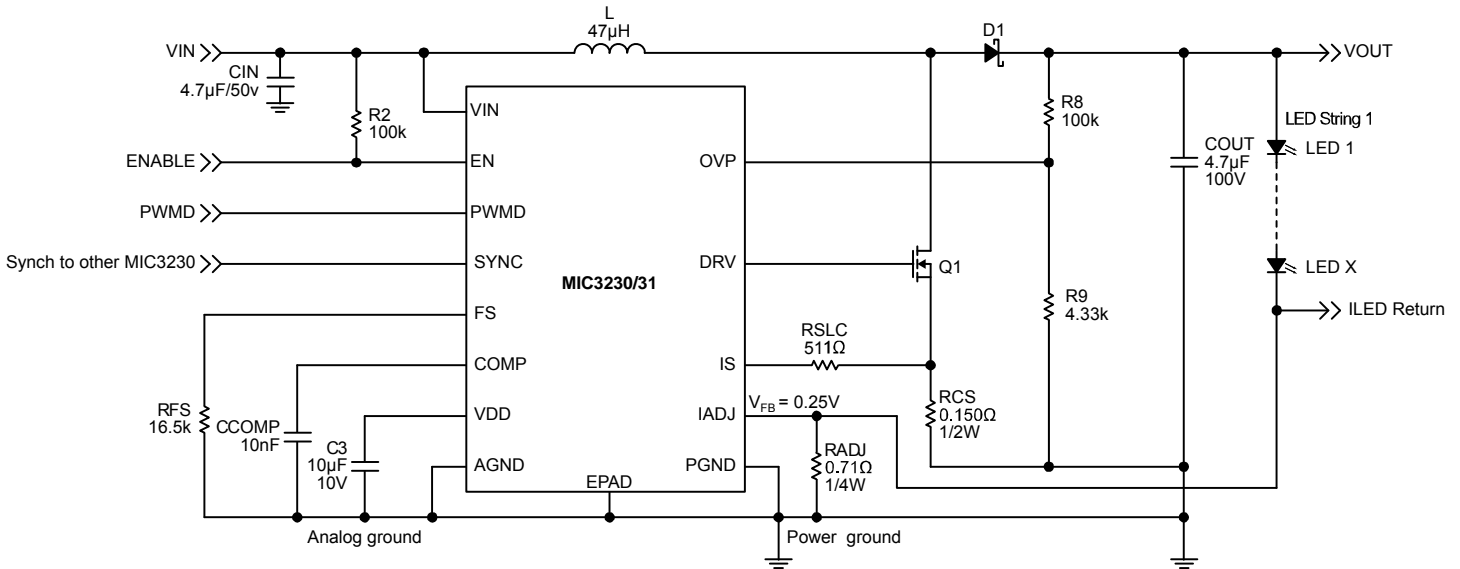 L
47µH
D1
VIN
VOUT
CIN
4.7µF/50v
R2
100k
VIN
R8
100k
LED String 1
LED 1
COUT
4.7µF
100V
ENABLE
EN
OVP
PWMD
PWMD
Synch to other MIC3230
SYNC
DRV
Q1
LED X
MIC3230/31
R9
4.33k
FS
ILED Return
RSLC
511Ω
COMP
IS
RCS
0.150Ω
1/2W
VFB = 0.25V
RFS
16.5k
CCOMP
10nF
VDD
IADJ
C3
10µF
10V
RADJ
0.71Ω
1/4W
AGND
PGND
EPAD
Analog ground
Power ground